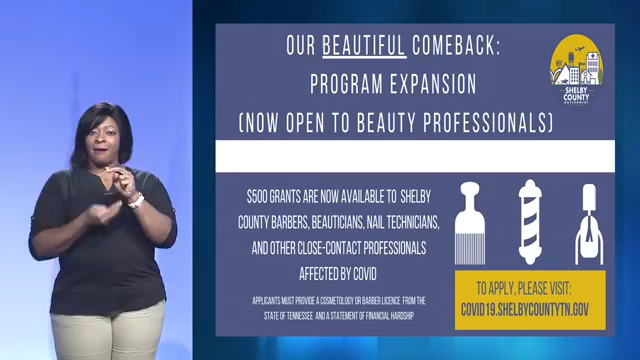 OUR BEAUTIFUL COMEBACK:
PROGRAM EXPANSION
(NOW OPEN TO BEAUTY PROFESSIONALS)
SHELBY
COUNTY
GOVERNMENT
$500 GRANTS ARE NOW AVAILABLE TO SHELBY
COUNTY BARBERS, BEAUTICIANS, NAIL TECHNICIANS,
AND OTHER CLOSE-CONTACT PROFESSIONALS
AFFECTED BY COVID
APPLICANTS MUST PROVIDE A COSMETOLOGY OR BARBER LICENCE FROM THE
STATE OF TENNESSEE AND A STATEMENT OF FINANCIAL HARDSHIP
TO APPLY, PLEASE VISIT:
COVID19.SHELBYCOUNTYTN.GOV